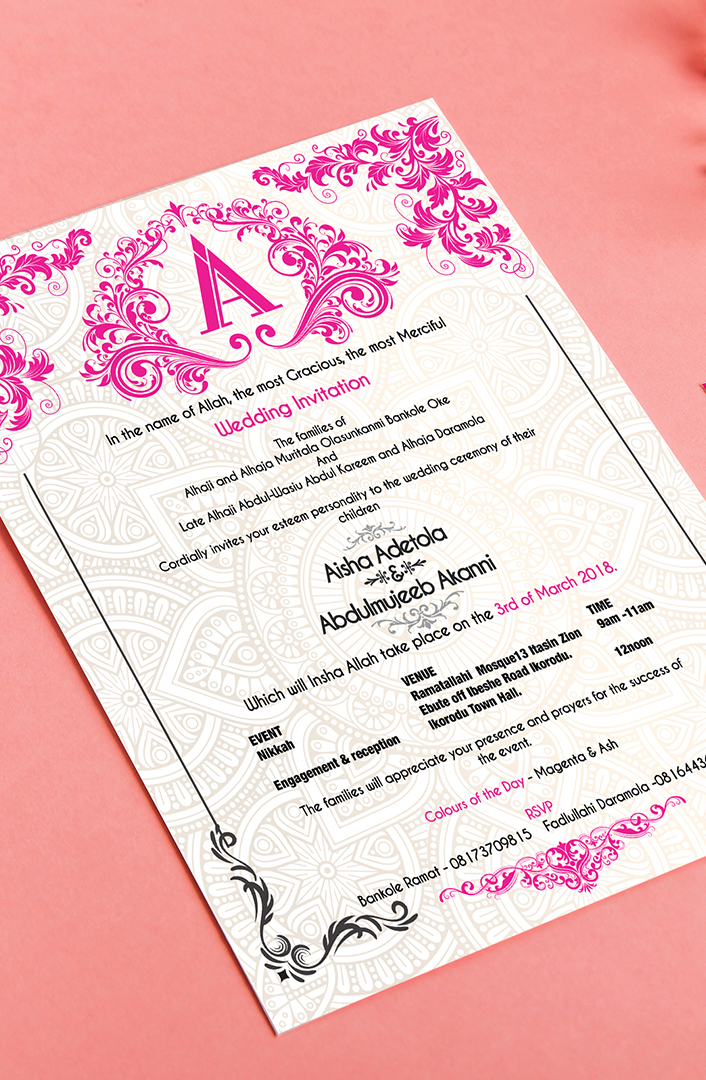 A
In the name of Allah, the most Gracious, the most Merciful
Wedding Invitation
The families of
Alhaji and Alhaja Muritala Olasunkanmi Bankole Oke
And
Late Alhaji Abdul-Wasiu Abdul Kareem and Alhaja Daramola
Cordially invites your esteem personality to the wedding ceremony of their
children
Aisha Adetola
&
Abdulmujeeb Akanni
Which will Insha Allah take place on the 3rd of March 2018.
EVENT VENUE TIME
Nikkah Ramatallahi Mosque13 Itasin Zion 9am -11am
Ebute off Ibeshe Road Ikorodu.
Engagement & reception Ikorodu Town Hall. 12noon
The families will appreciate your presence and prayers for the success of
the event.
Colours of the Day - Magenta & Ash
RSVP
Bankole Ramat - 08173709815 Fadlullahi Daramola -08164436